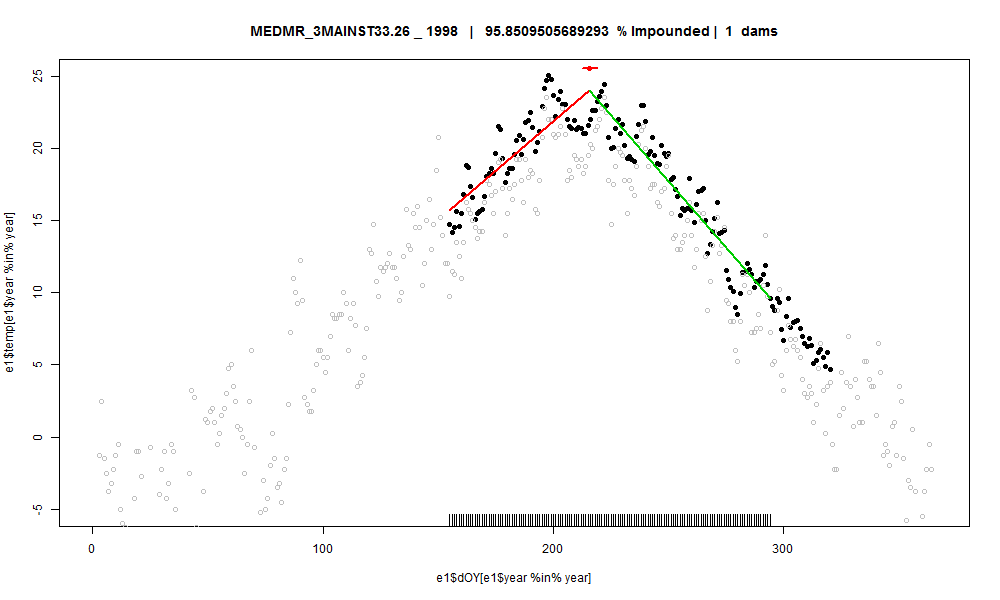 MEDMR_3MAINST33.26 _ 1998 | 95.8509505689293 % Impounded | 1 dams
25
20
15
10
5
0
-5
e1$temp[e1$year %in% year]
0 100 200 300
e1$dOY[e1$year %in% year]